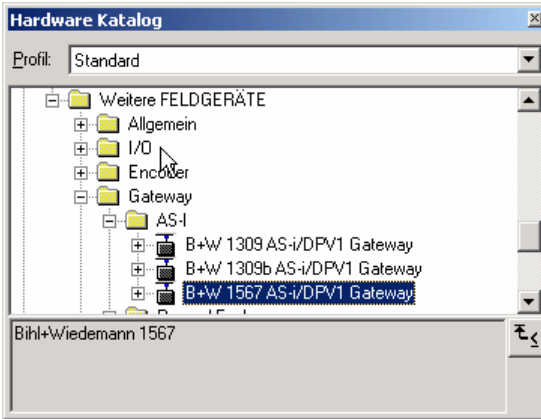 Hardware Katalog
Profil: Standard
Weitere FELDGERÄTE
Allgemein
I/O
Encoder
Gateway
AS-I
B+W 1309 AS-i/DPV1 Gateway
B+W 1309b AS-i/DPV1 Gateway
B+W 1567 AS-i/DPV1 Gateway
Bihl+Wiedemann 1567